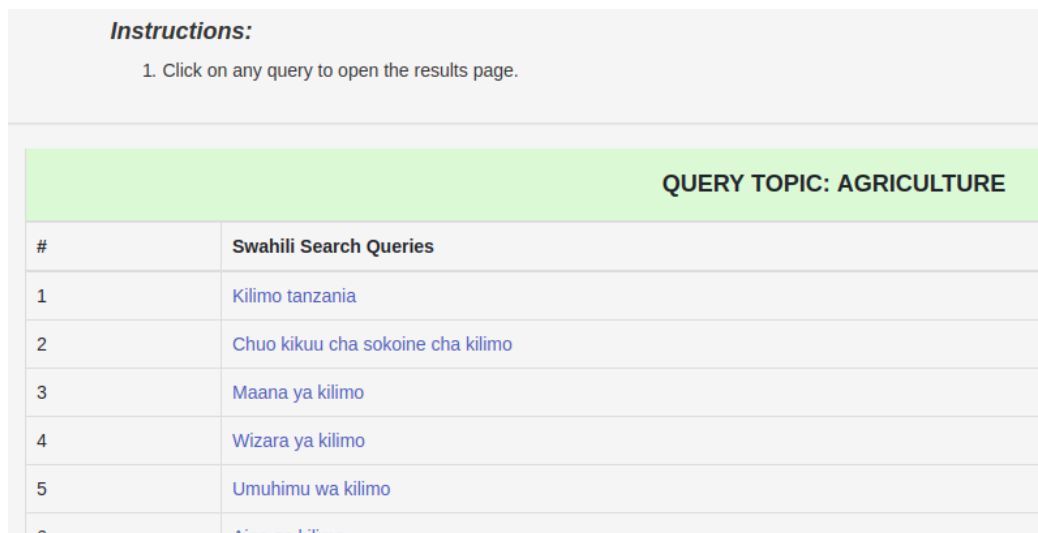 Instructions:
1. Click on any query to open the results page.
QUERY TOPIC: AGRICULTURE
# Swahili Search Queries
1 Kilimo tanzania
2 Chuo kikuu cha sokoine cha kilimo
3 Maana ya kilimo
4 Wizara ya kilimo
5 Umuhimu wa kilimo